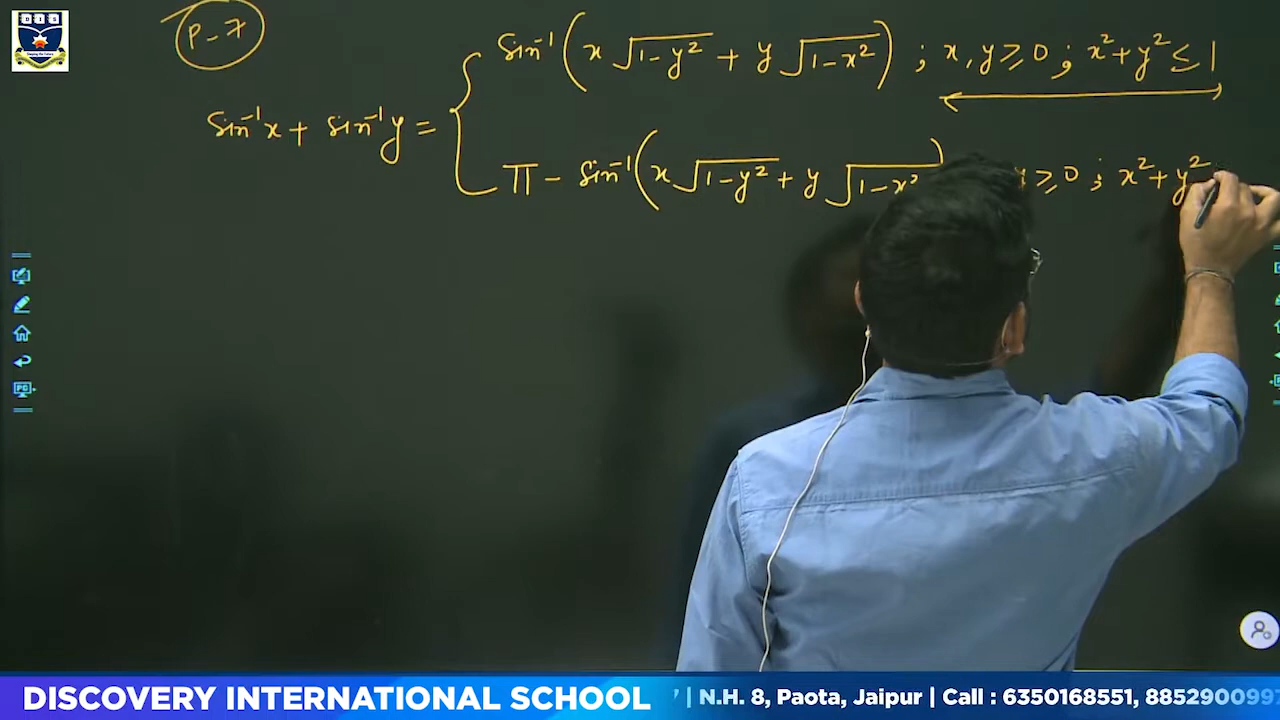 P-7
sin⁻¹x + sin⁻¹y = { sin⁻¹(x √1-y² + y √1-x²) ; x, y ≥ 0 ; x² + y² ≤ 1
π - sin⁻¹(x √1-y² + y √1-x²) y ≥ 0 ; x² + y²
DISCOVERY INTERNATIONAL SCHOOL | N.H. 8, Paota, Jaipur | Call : 6350168551, 885290099